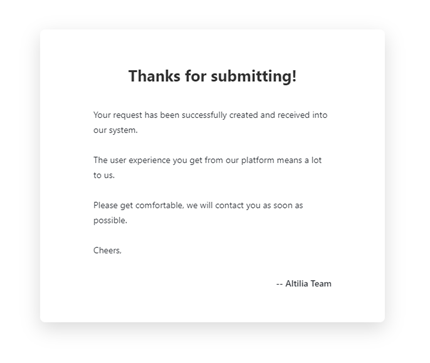 Thanks for submitting!
Your request has been successfully created and received into
our system.
The user experience you get from our platform means a lot
to us.
Please get comfortable, we will contact you as soon as
possible.
Cheers,
-- Altilia Team